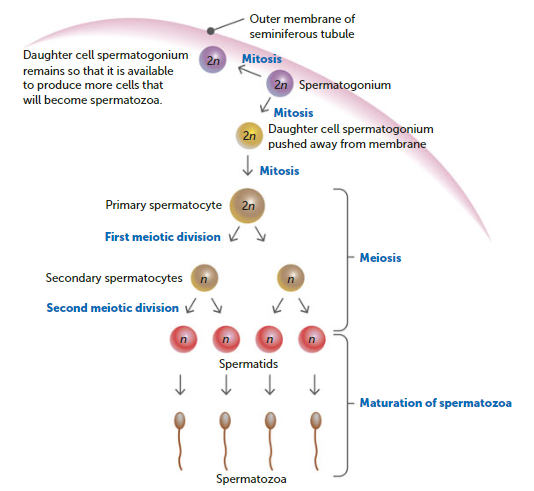 Outer membrane of
seminiferous tubule
Daughter cell spermatogonium
remains so that it is available
to produce more cells that
will become spermatozoa.
2n
Mitosis
2n
Spermatogonium
Mitosis
2n
Daughter cell spermatogonium
pushed away from membrane
Mitosis
Primary spermatocyte
2n
First meiotic division
Meiosis
Secondary spermatocytes
n
n
Second meiotic division
n
n
n
n
Spermatids
Maturation of spermatozoa
Spermatozoa